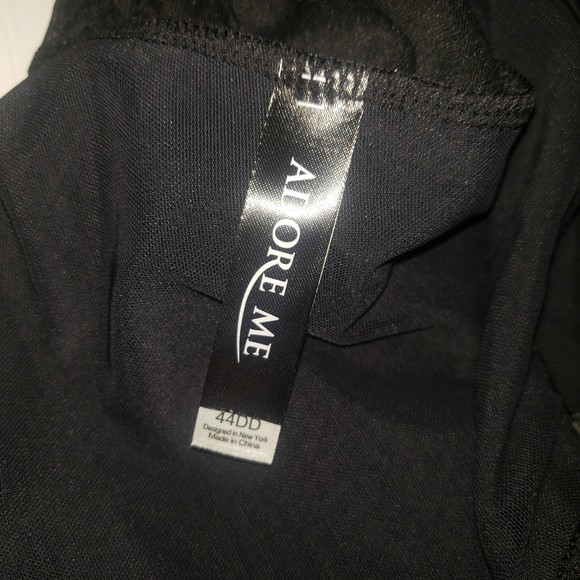 ADORE ME
44DD
Designed in New York
Made in China